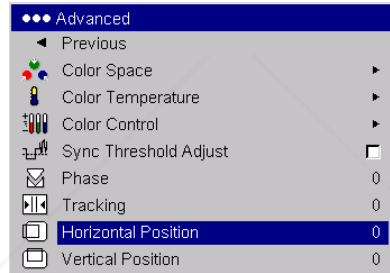 Advanced
Previous
Color Space
Color Temperature
Color Control
Sync Threshold Adjust
Phase 0
Tracking 0
Horizontal Position 0
Vertical Position 0